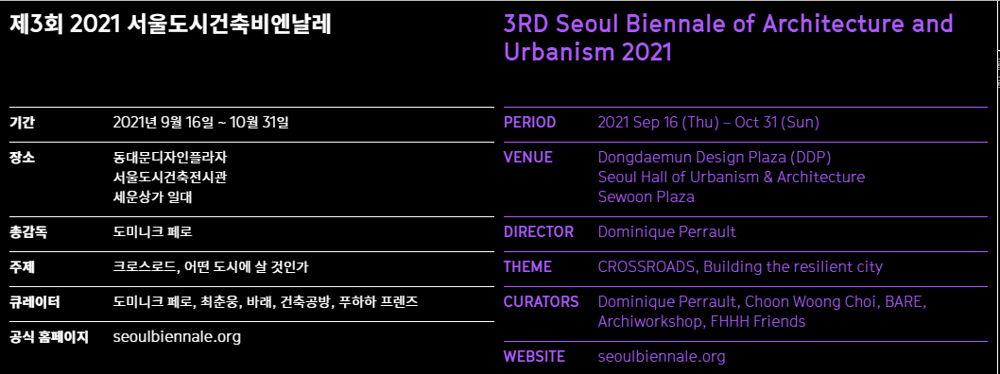 제3회 2021 서울도시건축비엔날레
기간 2021년 9월 16일 ~ 10월 31일
장소 동대문디자인플라자
서울도시건축전시관
세운상가 일대
총감독 도미니크 페로
주제 크로스로드, 어떤 도시에 살 것인가
큐레이터 도미니크 페로, 최춘웅, 바래, 건축공방, 푸하하 프렌즈
공식 홈페이지 seoulbiennale.org
3RD Seoul Biennale of Architecture and
Urbanism 2021
PERIOD 2021 Sep 16 (Thu) – Oct 31 (Sun)
VENUE Dongdaemun Design Plaza (DDP)
Seoul Hall of Urbanism & Architecture
Sewoon Plaza
DIRECTOR Dominique Perrault
THEME CROSSROADS, Building the resilient city
CURATORS Dominique Perrault, Choon Woong Choi, BARE,
Archiworkshop, FHHH Friends
WEBSITE seoulbiennale.org